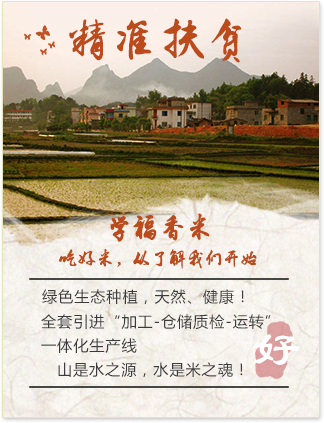 精准扶贫
学福香米
吃好米，从了解我们开始
绿色生态种植，天然、健康！
全套引进“加工-仓储质检-运转”
一体化生产线
山是水之源，水是米之魂！
好